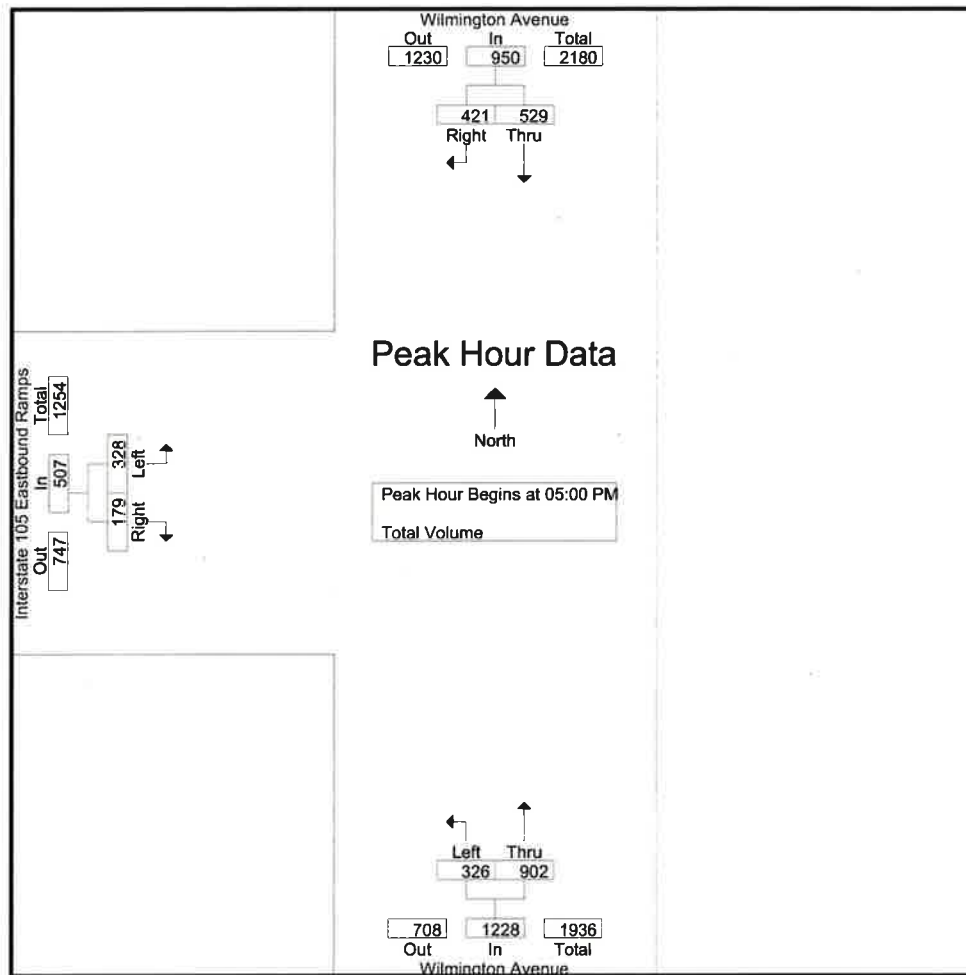 Wilmington Avenue
Out In Total
1230 950 2180
421 529
Right Thru
Peak Hour Data
North
Peak Hour Begins at 05:00 PM
Total Volume
Interstate 105 Eastbound Ramps
Out In Total
747 507 1254
179 328
Right Left
Left Thru
326 902
708 1228 1936
Out In Total
Wilmington Avenue